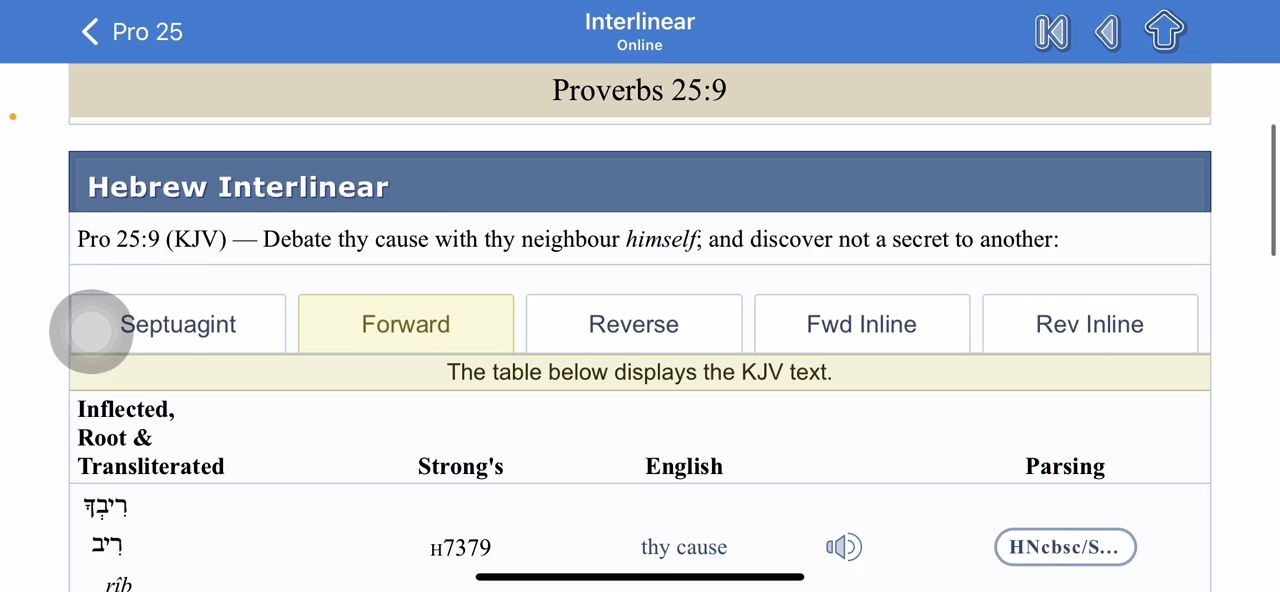 Pro 25
Interlinear
Online
Proverbs 25:9
Hebrew Interlinear
Pro 25:9 (KJV) — Debate thy cause with thy neighbour himself; and discover not a secret to another:
Septuagint Forward Reverse Fwd Inline Rev Inline
The table below displays the KJV text.
Inflected,
Root &
Transliterated Strong's English Parsing
רִיבְךָ
רִיב H7379 thy cause HNcbsc/S...
rîb